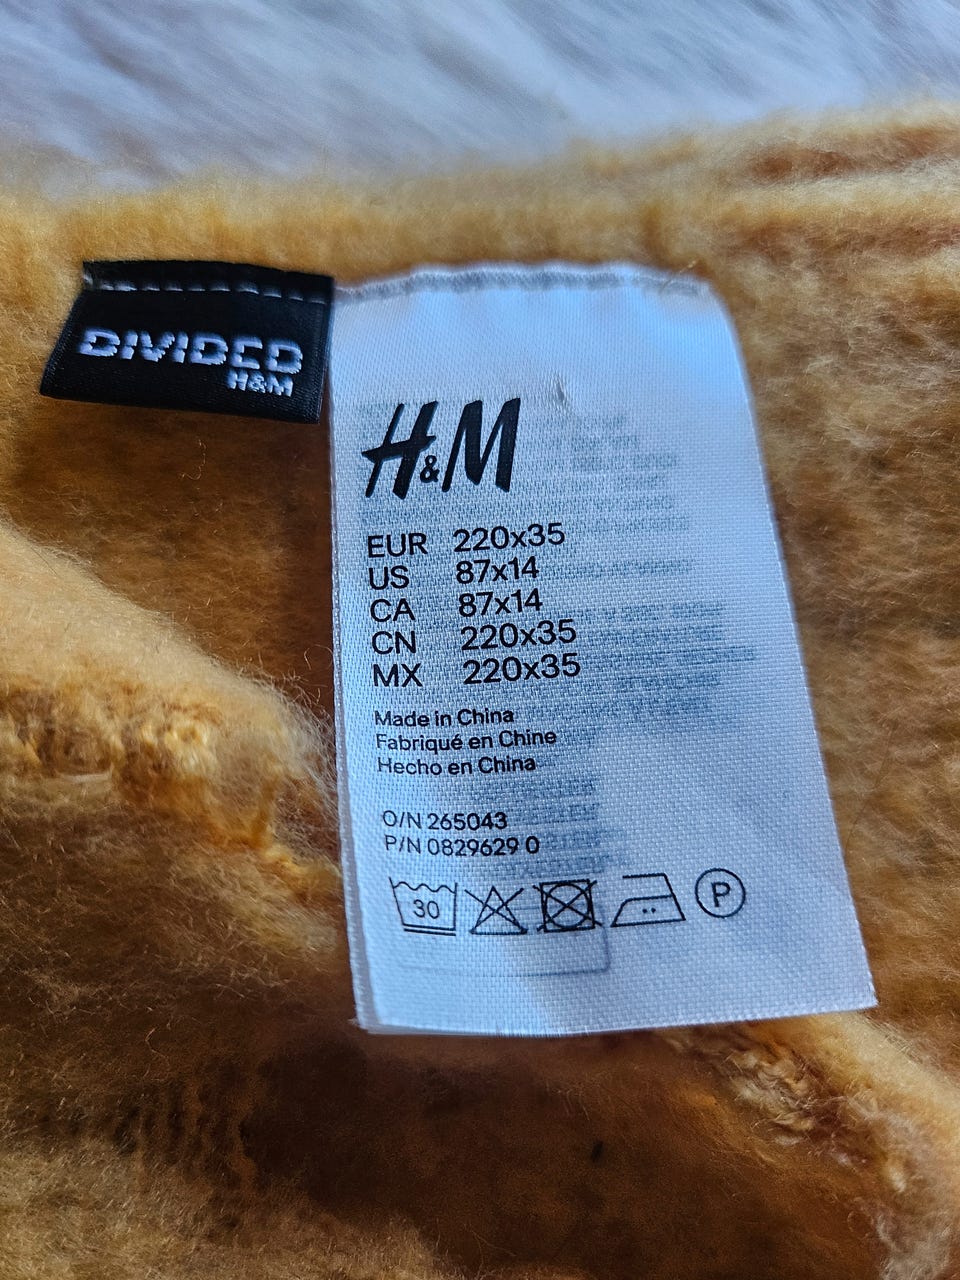 DIVIDED
H&M
H&M
EUR 220x35
US 87x14
CA 87x14
CN 220x35
MX 220x35
Made in China
Fabriqué en Chine
Hecho en China
O/N 265043
P/N 0829629 0
30
P